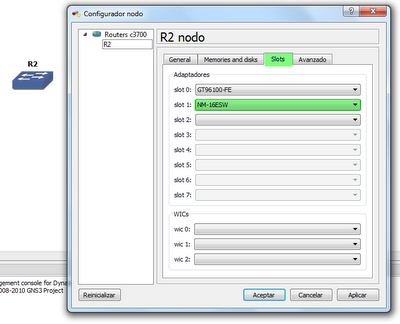 Configurador nodo
R2
Routers c3700
R2
R2 nodo
General
Memories and disks
Slots
Avanzado
Adaptadores
slot 0: GT96100-FE
slot 1: NM-16ESW
slot 2:
slot 3:
slot 4:
slot 5:
slot 6:
slot 7:
WICs
wic 0:
wic 1:
wic 2:
gement console for Dyna
008-2010 GNS3 Project
Reinicializar
Aceptar
Cancelar
Aplicar